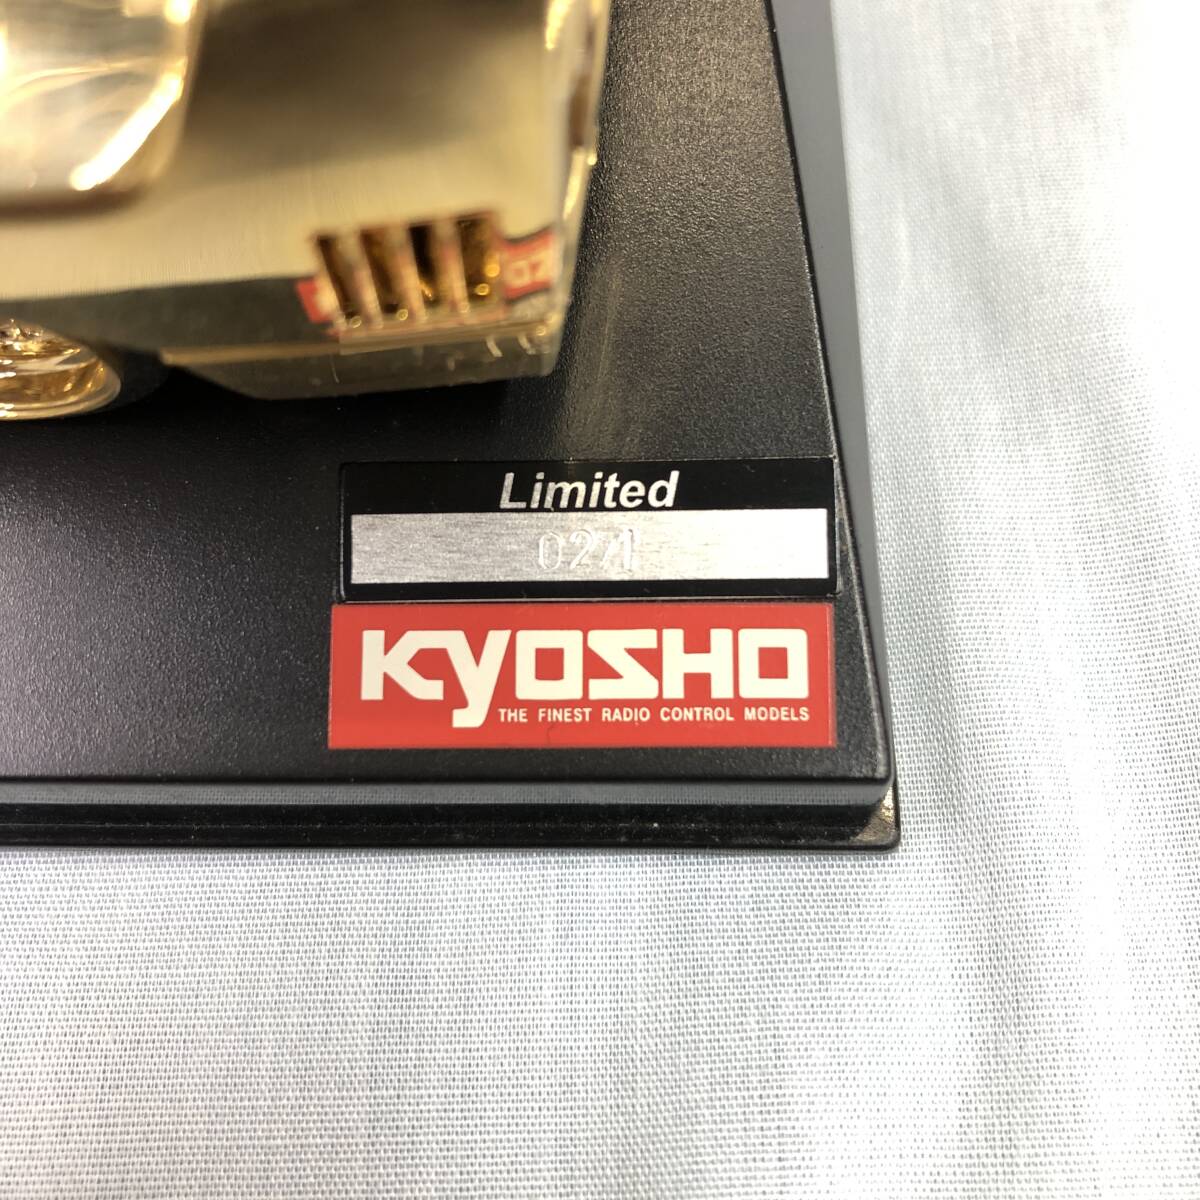 Limited
0271
KYOSHO
THE FINEST RADIO CONTROL MODELS